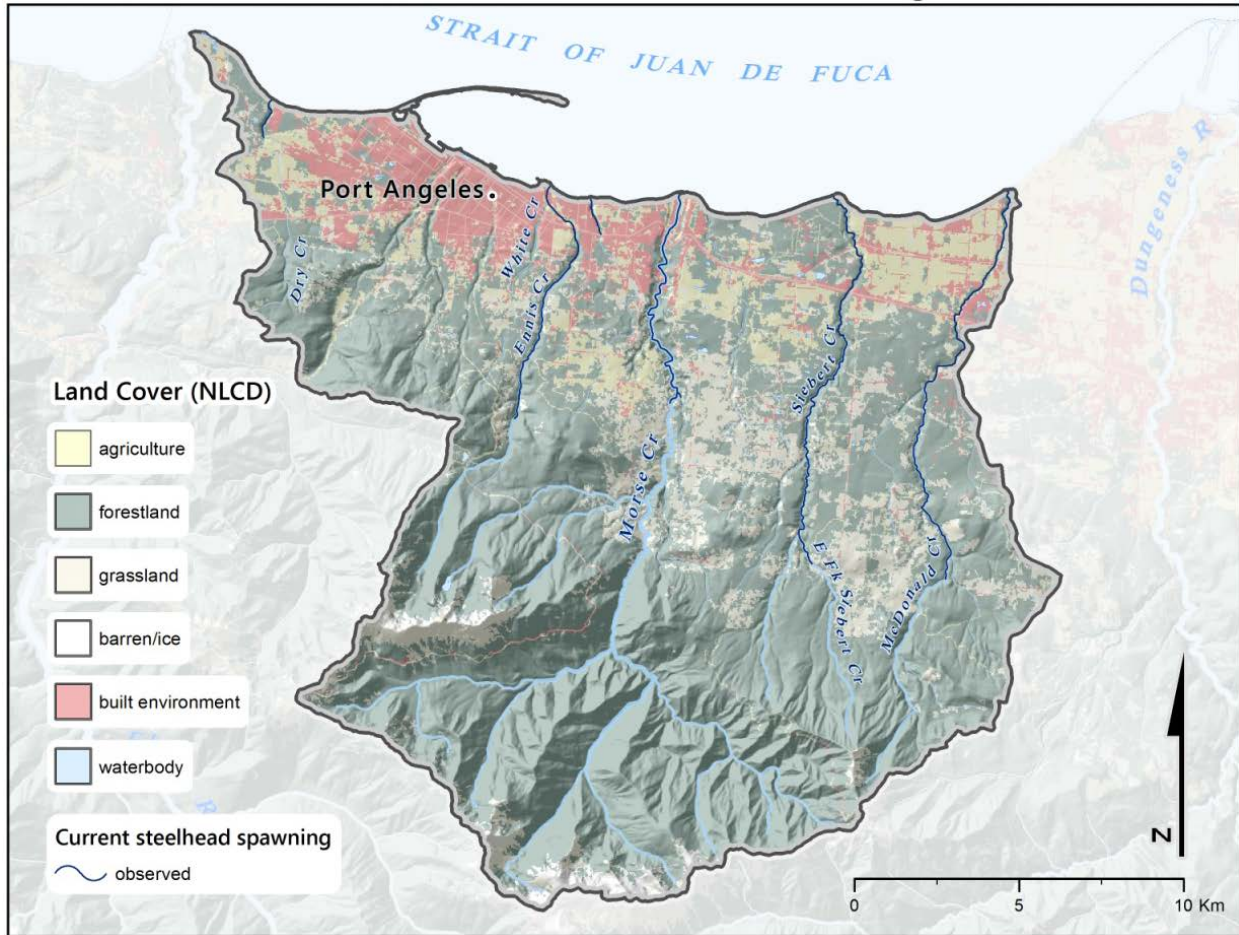 STRAIT OF JUAN DE FUCA
Dungeness R
Port Angeles
White Cr
Dry Cr
Ennis Cr
Siebert Cr
Morse Cr
E Fk Siebert Cr
McDonald Cr
Land Cover (NLCD)
agriculture
forestland
grassland
barren/ice
built environment
waterbody
R
Current steelhead spawning
observed
N
0 5 10 Km